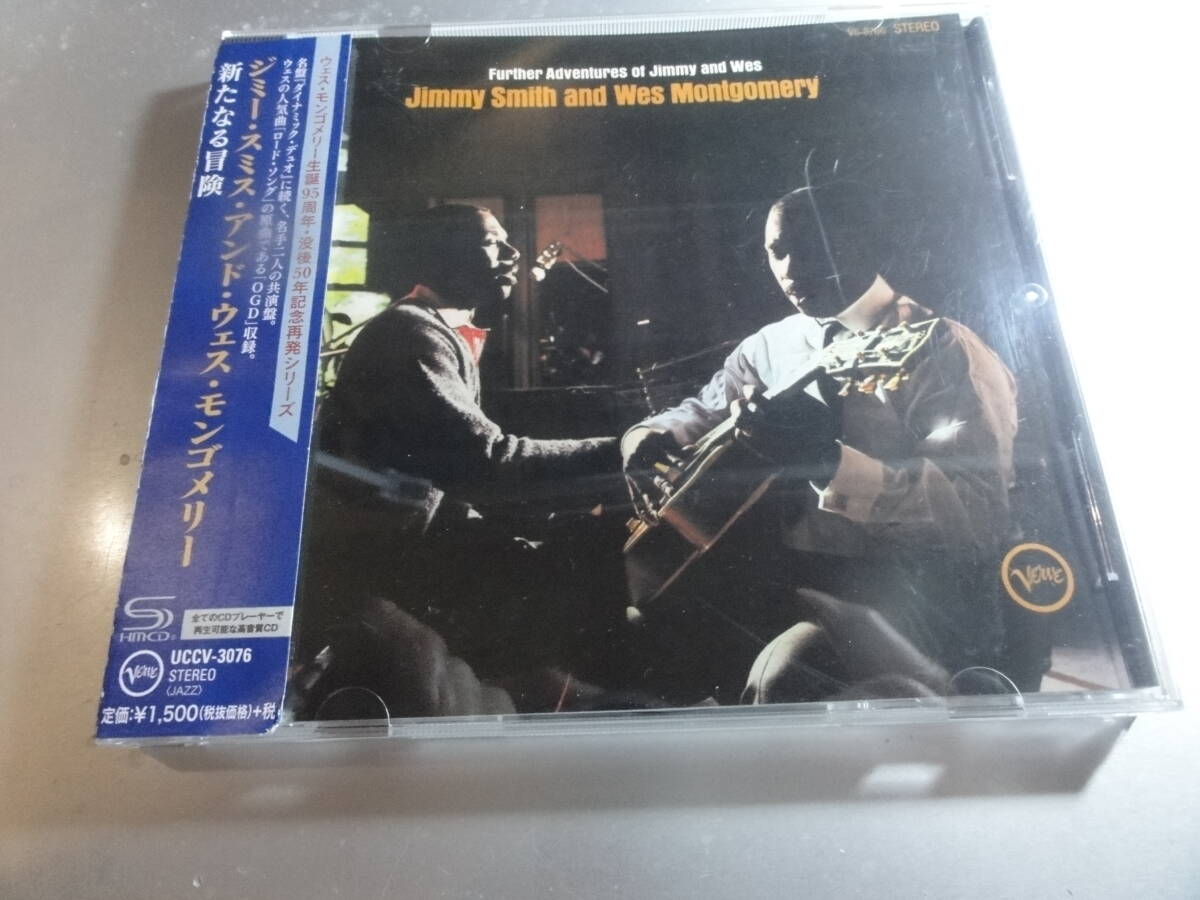 STEREO
Further Adventures of Jimmy and Wes
Jimmy Smith and Wes Montgomery
ウェス・モンゴメリー生誕95周年・没後50年記念再発シリーズ
名盤『ダイナミック・デュオ』に続く、名手二人の共演盤。
ウェスの人気曲「ロード・ソング」の原曲である「OGD」収録。
ジミー・スミス・アンド・ウェス・モンゴメリー
新たなる冒険
SHM-CD
全てのCDプレーヤーで
再生可能な高音質CD
Verve
UCCV-3076
STEREO
(JAZZ)
定価:¥1,500(税抜価格)+税
Verve